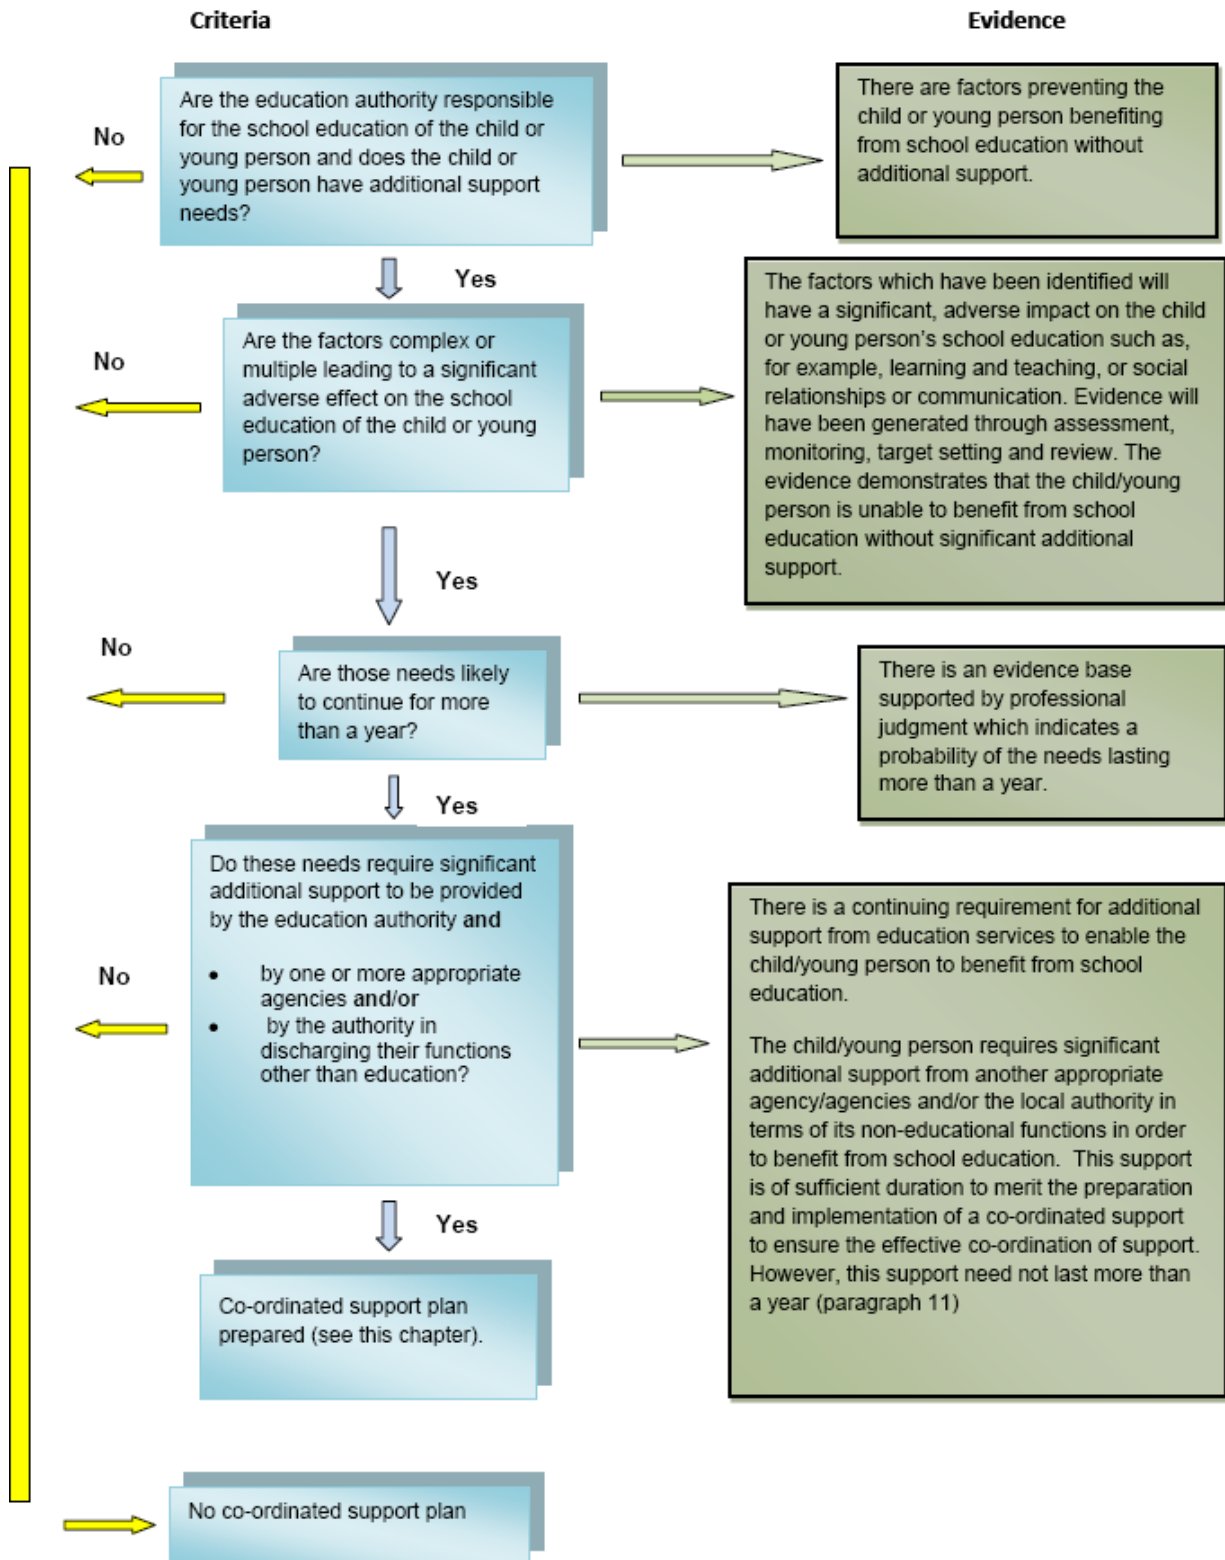 Criteria
Evidence
Are the education authority responsible
for the school education of the child or
young person and does the child or
young person have additional support
needs?
There are factors preventing the
child or young person benefiting
from school education without
additional support.
No
Yes
Are the factors complex or
multiple leading to a significant
adverse effect on the school
education of the child or young
person?
The factors which have been identified will
have a significant, adverse impact on the child
or young person's school education such as,
for example, learning and teaching, or social
relationships or communication. Evidence will
have been generated through assessment,
monitoring, target setting and review. The
evidence demonstrates that the child/young
person is unable to benefit from school
education without significant additional
support.
No
Yes
Are those needs likely
to continue for more
than a year?
There is an evidence base
supported by professional
judgment which indicates a
probability of the needs lasting
more than a year.
No
Yes
Do these needs require significant
additional support to be provided
by the education authority and
• by one or more appropriate
agencies and/or
• by the authority in
discharging their functions
other than education?
There is a continuing requirement for additional
support from education services to enable the
child/young person to benefit from school
education.
The child/young person requires significant
additional support from another appropriate
agency/agencies and/or the local authority in
terms of its non-educational functions in order
to benefit from school education.  This support
is of sufficient duration to merit the preparation
and implementation of a co-ordinated support
to ensure the effective co-ordination of support.
However, this support need not last more than
a year (paragraph 11)
No
Yes
Co-ordinated support plan
prepared (see this chapter).
No co-ordinated support plan